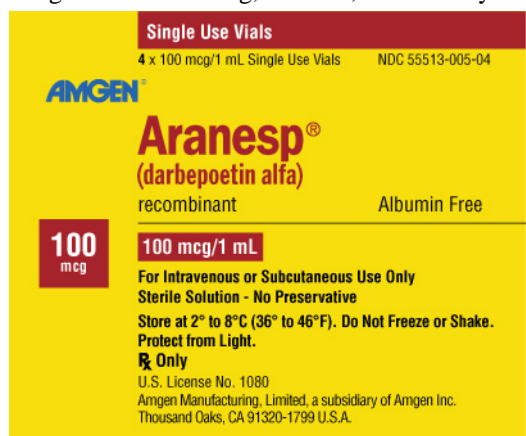 Single Use Vials
4 x 100 mcg/1 mL Single Use Vials NDC 55513-005-04
AMGEN®
Aranesp®
(darbepoetin alfa)
recombinant Albumin Free
100
mcg
100 mcg/1 mL
For Intravenous or Subcutaneous Use Only
Sterile Solution - No Preservative
Store at 2° to 8°C (36° to 46°F). Do Not Freeze or Shake.
Protect from Light.
℞ Only
U.S. License No. 1080
Amgen Manufacturing, Limited, a subsidiary of Amgen Inc.
Thousand Oaks, CA 91320-1799 U.S.A.